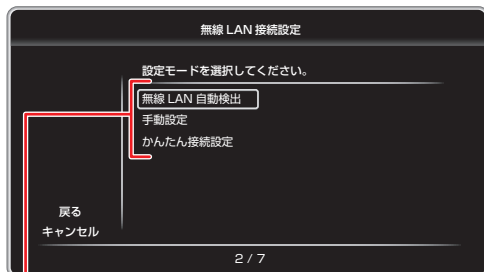 無線 LAN 接続設定
設定モードを選択してください。
無線 LAN 自動検出
手動設定
かんたん接続設定
戻る
キャンセル
2 / 7